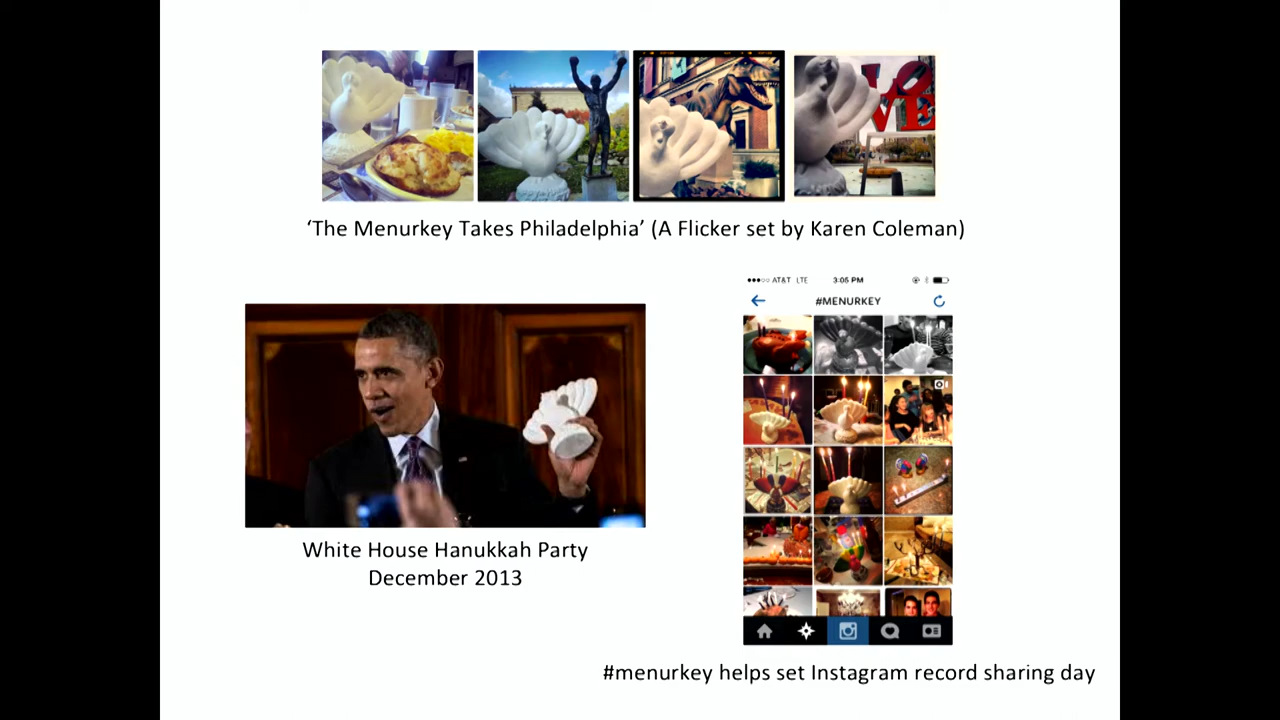 LOVE
‘The Menurkey Takes Philadelphia’ (A Flicker set by Karen Coleman)
AT&T LTE 3:05 PM
#MENURKEY
White House Hanukkah Party
December 2013
#menurkey helps set Instagram record sharing day